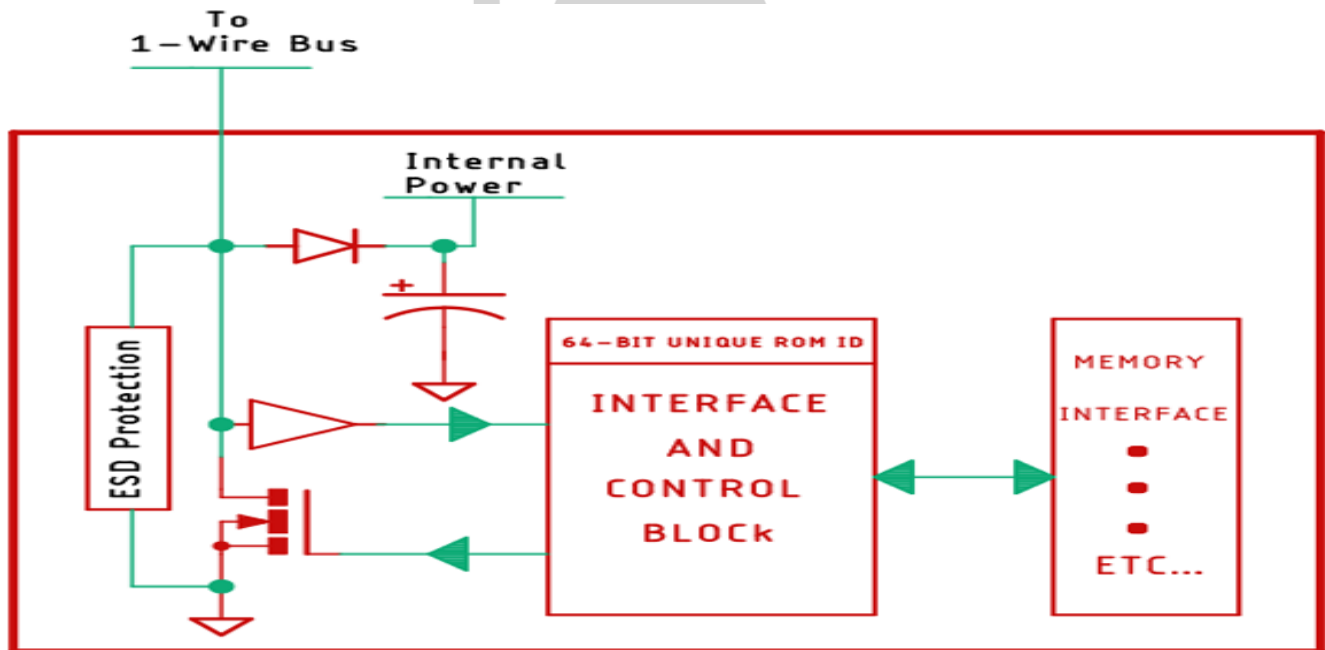 To
1-Wire Bus
Internal
Power
+
ESD Protection
64-BIT UNIQUE ROM ID
INTERFACE
AND
CONTROL
BLOCk
MEMORY
INTERFACE
ETC...